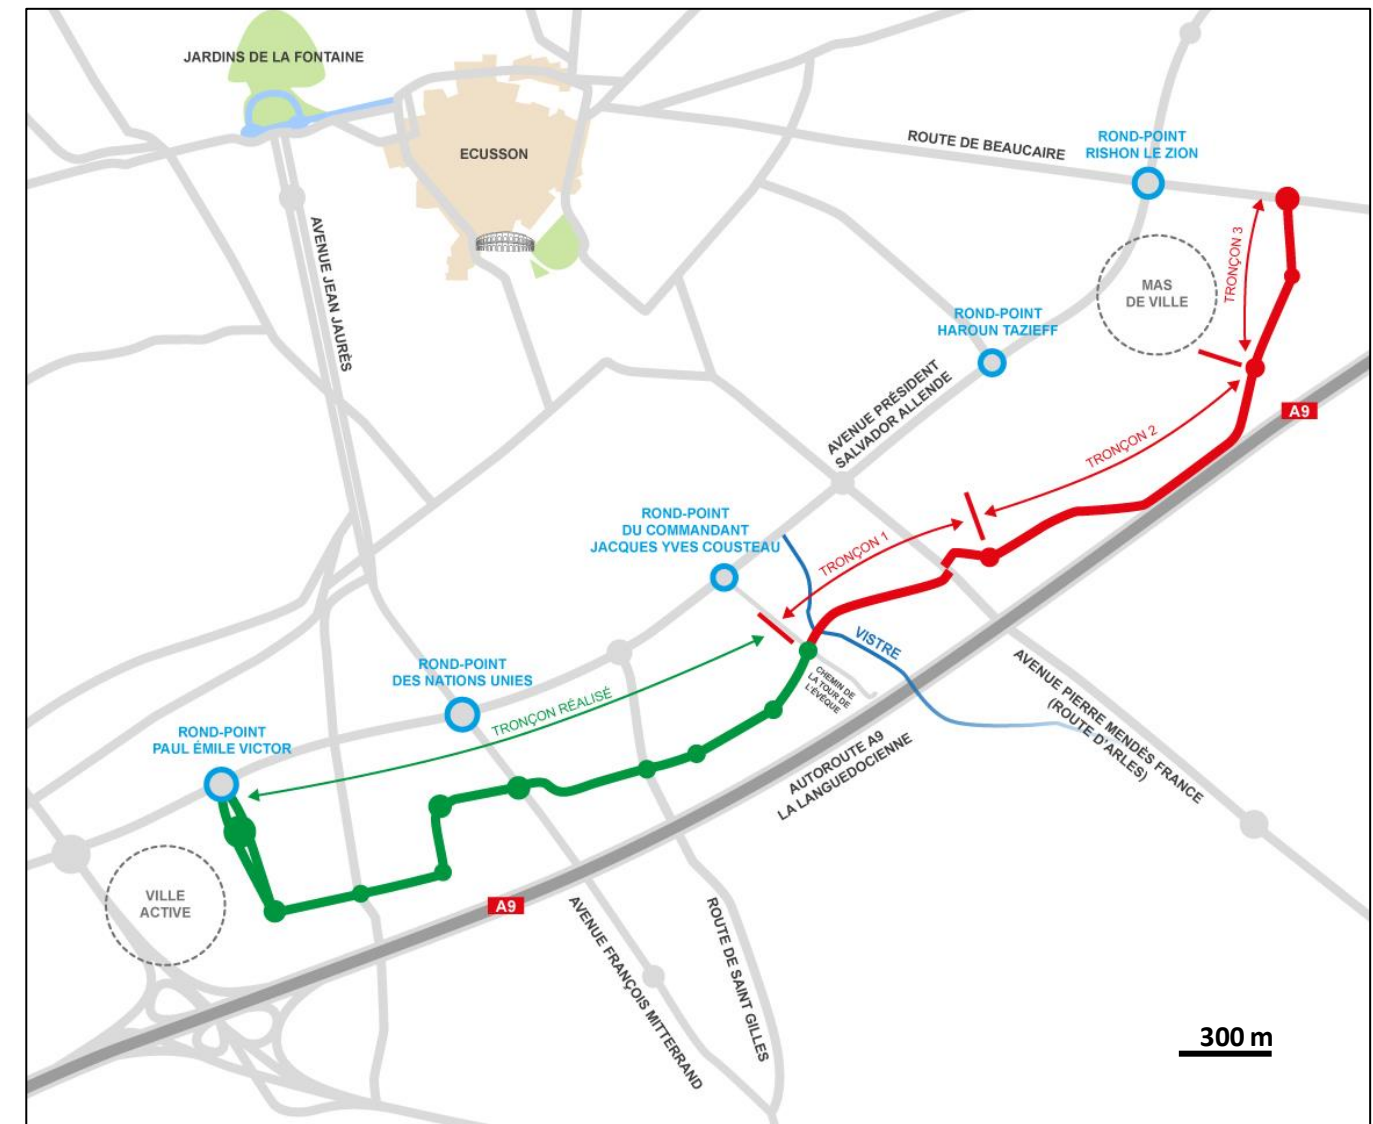 JARDINS DE LA FONTAINE
ECUSSON
ROUTE DE BEAUCAIRE
ROND-POINT
RISHON LE ZION
AVENUE JEAN JAURÈS
TRONÇON 3
MAS
DE VILLE
ROND-POINT
HAROUN TAZIEFF
AVENUE PRÉSIDENT
SALVADOR ALLENDE
A9
TRONÇON 2
ROND-POINT
DU COMMANDANT
JACQUES YVES COUSTEAU
TRONÇON 1
VISTRE
ROND-POINT
DES NATIONS UNIES
TRONÇON RÉALISÉ
CHEMIN DE
LA TOUR DE
L'ÉVÊQUE
AVENUE PIERRE MENDÈS FRANCE
(ROUTE D'ARLES)
ROND-POINT
PAUL ÉMILE VICTOR
AUTOROUTE A9
LA LANGUEDOCIENNE
VILLE
ACTIVE
A9
AVENUE FRANÇOIS MITTERRAND
ROUTE DE SAINT GILLES
300 m